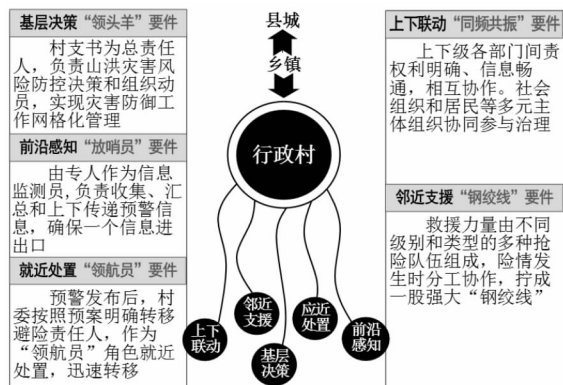 基层决策“领头羊”要件
村支书为总责任
人，负责山洪灾害风
险防控决策和组织动
员，实现灾害防御工
作网格化管理
前沿感知“放哨员”要件
由专人作为信息
监测员,负责收集、汇
总和上下传递预警信
息，确保一个信息进
出口
就近处置“领航员”要件
预警发布后，村
委按照预案明确转移
避险责任人，作为
“领航员”角色就近
处置，迅速转移
县城
乡镇
行政村
上下
联动
邻近
支援
基层
决策
应近
处置
前沿
感知
上下联动“同频共振”要件
上下级各部门间责
权利明确、信息畅
通，相互协作。社会
组织和居民等多元主
体组织协同参与治理
邻近支援“钢绞线”要件
救援力量由不同
级别和类型的多种抢
险队伍组成，险情发
生时分工协作，拧成
一股强大“钢绞线”